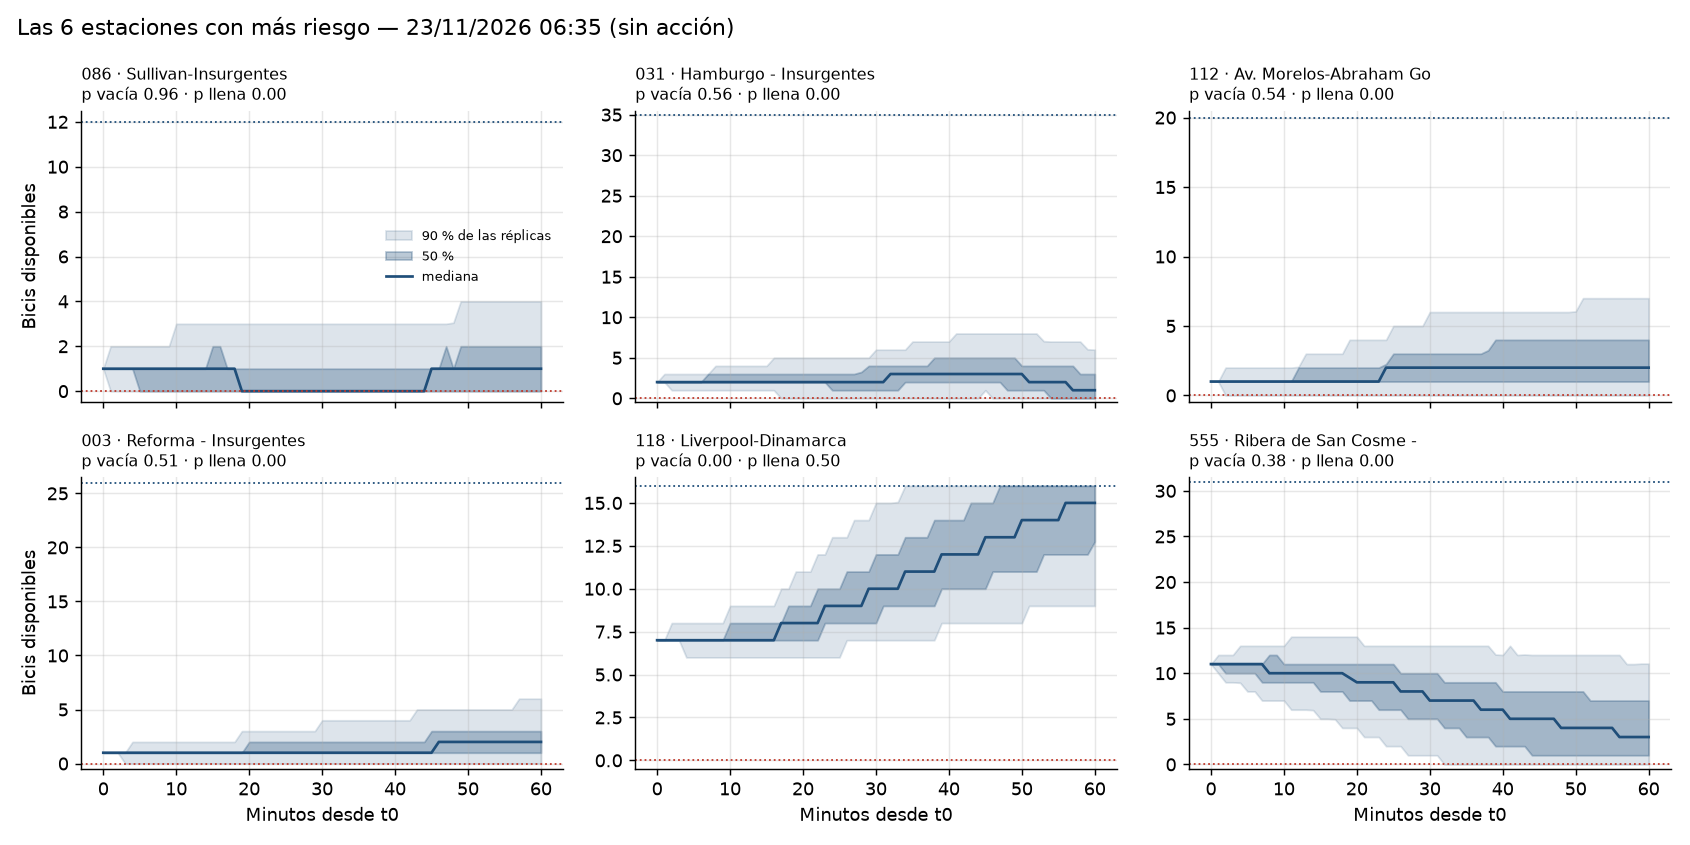 Las 6 estaciones con más riesgo — 23/11/2026 06:35 (sin acción)
086 · Sullivan-Insurgentes
p vacía 0.96 · p llena 0.00
12
10
8
6
4
2
0
Bicis disponibles
90 % de las réplicas
50 %
mediana
031 · Hamburgo - Insurgentes
p vacía 0.56 · p llena 0.00
35
30
25
20
15
10
5
0
112 · Av. Morelos-Abraham Go
p vacía 0.54 · p llena 0.00
20
15
10
5
0
003 · Reforma - Insurgentes
p vacía 0.51 · p llena 0.00
25
20
15
10
5
0
Bicis disponibles
0 10 20 30 40 50 60
Minutos desde t0
118 · Liverpool-Dinamarca
p vacía 0.00 · p llena 0.50
15.0
12.5
10.0
7.5
5.0
2.5
0.0
0 10 20 30 40 50 60
Minutos desde t0
555 · Ribera de San Cosme -
p vacía 0.38 · p llena 0.00
30
25
20
15
10
5
0
0 10 20 30 40 50 60
Minutos desde t0